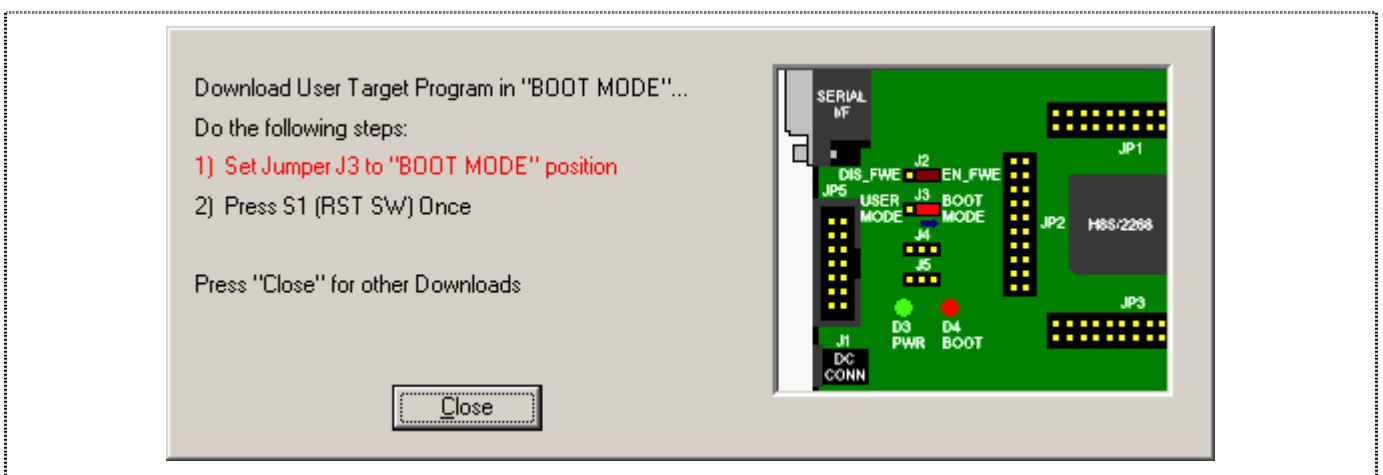 Download User Target Program in "BOOT MODE"...
Do the following steps:
1) Set Jumper J3 to "BOOT MODE" position
2) Press S1 (RST SW) Once
Press "Close" for other Downloads
Close
SERIAL
I/F
JP1
J2
DIS_FWE
EN_FWE
JP5
USER
MODE
J3
BOOT
MODE
JP2
H8S/2268
J4
J5
JP3
D3
PWR
D4
BOOT
J1
DC
CONN